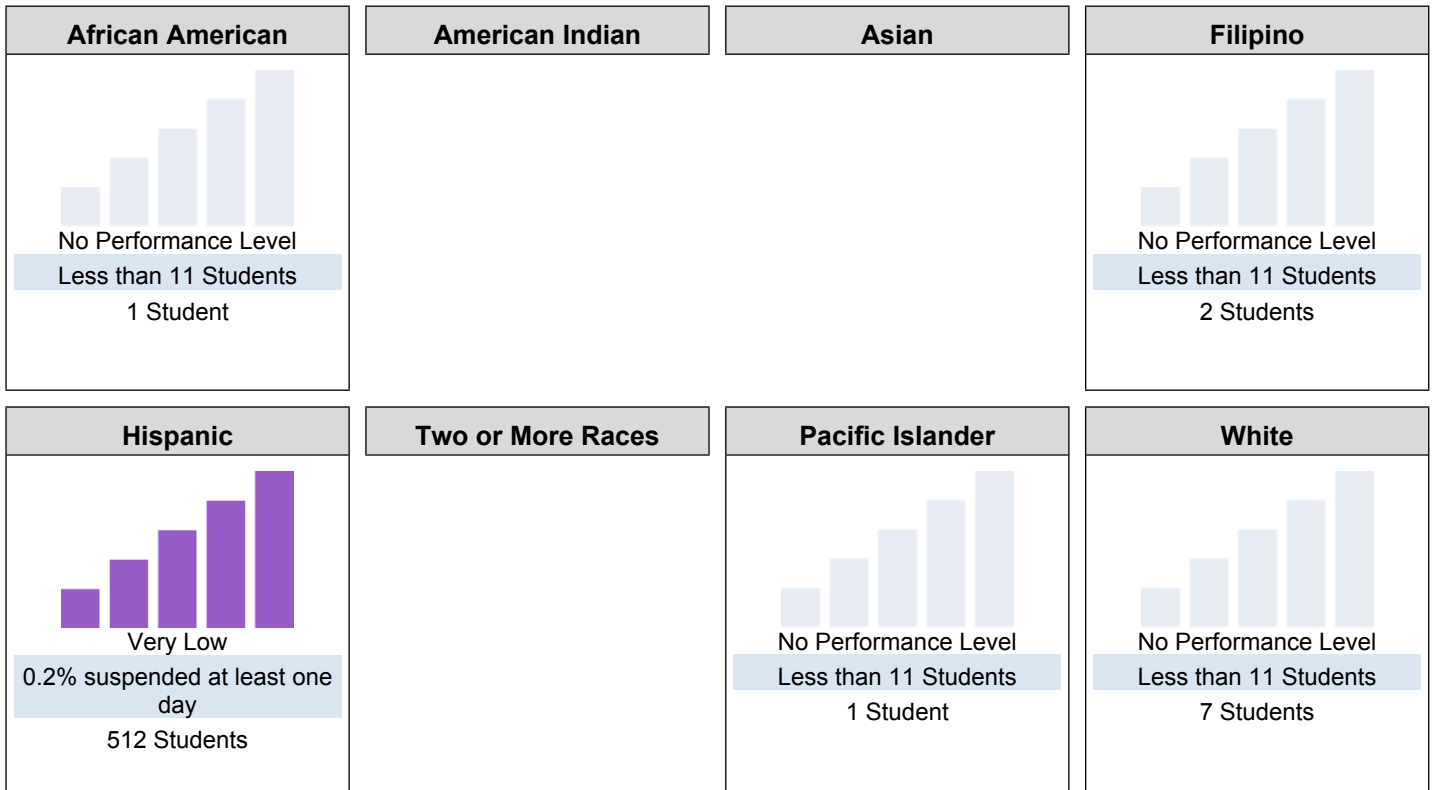 African American
American Indian
Asian
Filipino
No Performance Level
Less than 11 Students
1 Student
No Performance Level
Less than 11 Students
2 Students
Hispanic
Two or More Races
Pacific Islander
White
Very Low
0.2% suspended at least one
day
512 Students
No Performance Level
Less than 11 Students
1 Student
No Performance Level
Less than 11 Students
7 Students